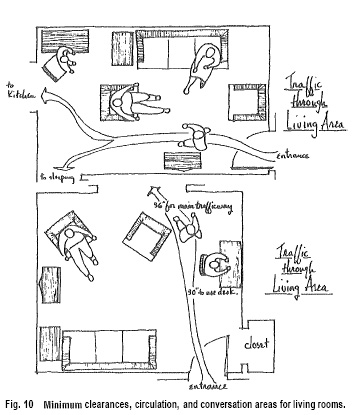 to
Kitchen
Traffic
through
Living Area
entrance
to sleeping
36" for main trafficway
Traffic
through
Living Area
30" to use desk.
closet
entrance
Fig. 10 Minimum clearances, circulation, and conversation areas for living rooms.